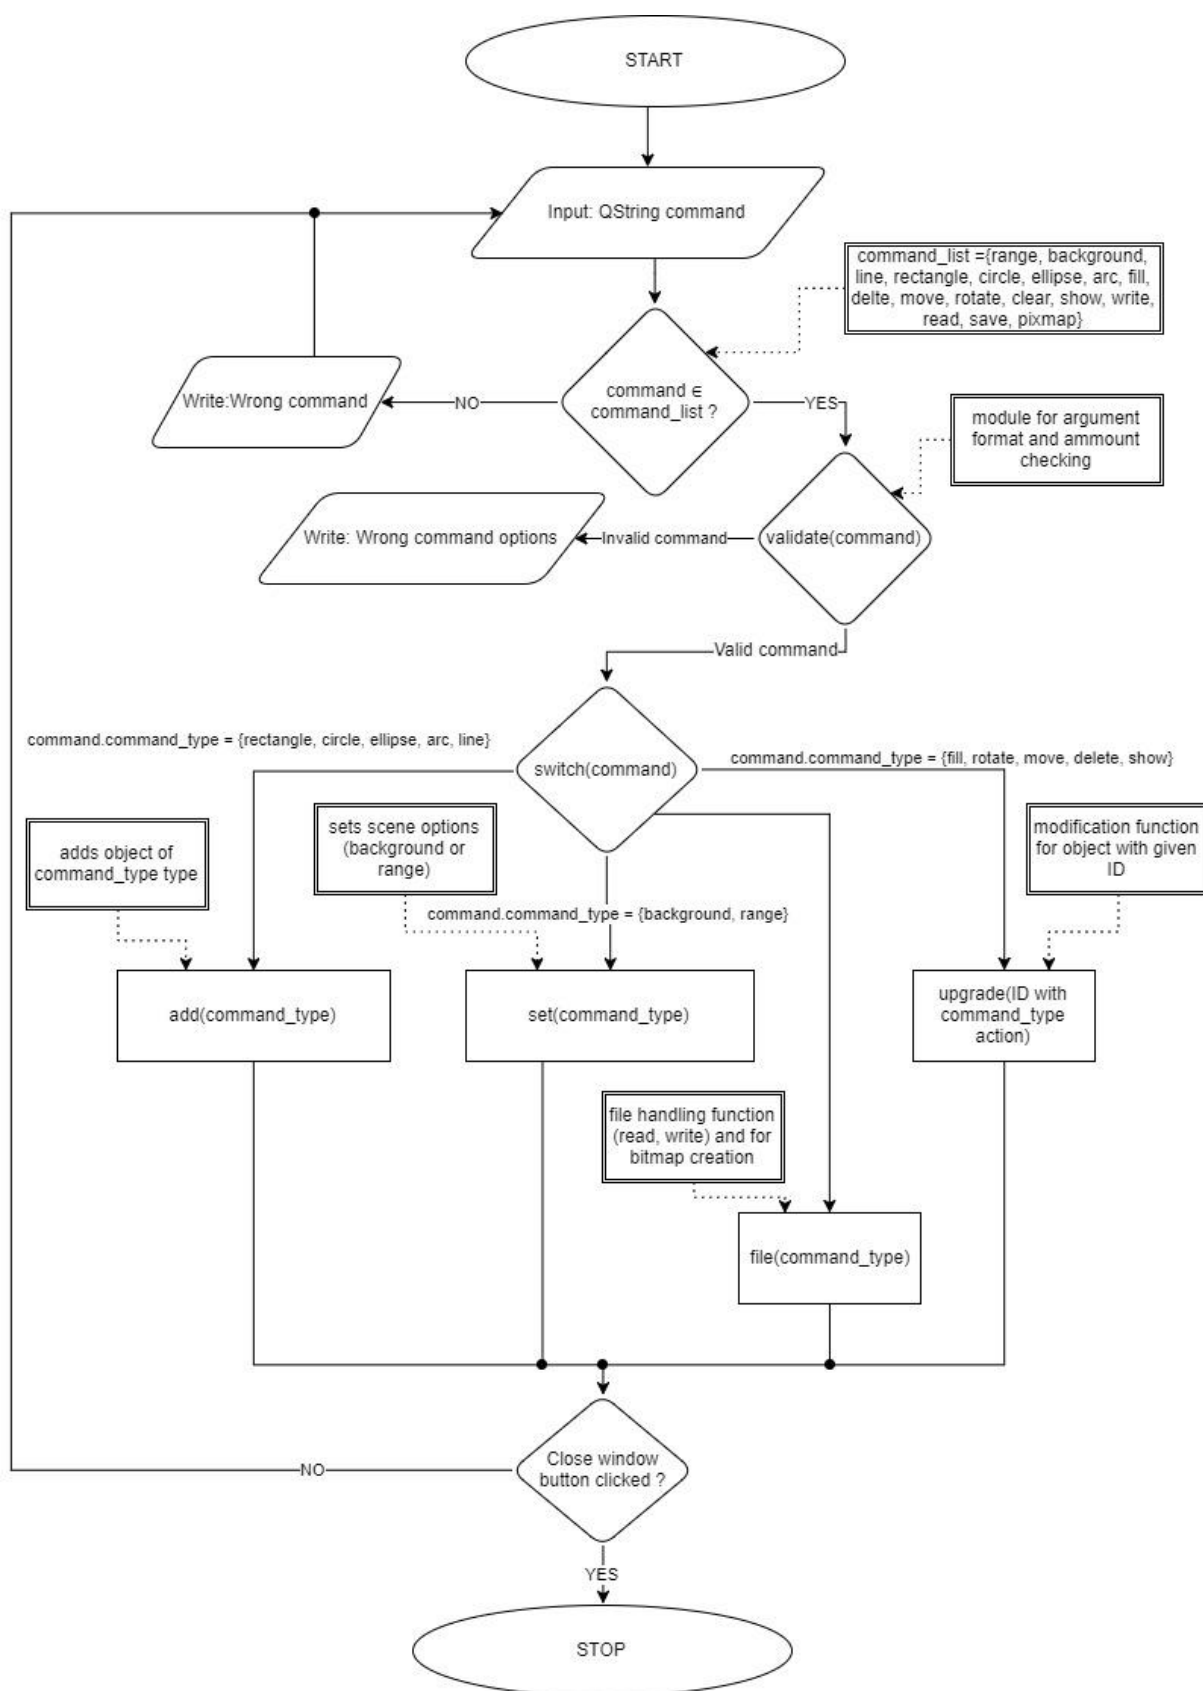 START
Input: QString command
command_list ={range, background,
line, rectangle, circle, ellipse, arc, fill,
delte, move, rotate, clear, show, write,
read, save, pixmap}
Write:Wrong command
NO
command ∈
command_list ?
YES
module for argument
format and ammount
checking
Write: Wrong command options
Invalid command
validate(command)
Valid command
command.command_type = {rectangle, circle, ellipse, arc, line}
switch(command)
command.command_type = {fill, rotate, move, delete, show}
adds object of
command_type type
sets scene options
(background or
range)
modification function
for object with given
ID
command.command_type = {background, range}
add(command_type)
set(command_type)
upgrade(ID with
command_type
action)
file handling function
(read, write) and for
bitmap creation
file(command_type)
Close window
button clicked ?
NO
YES
STOP